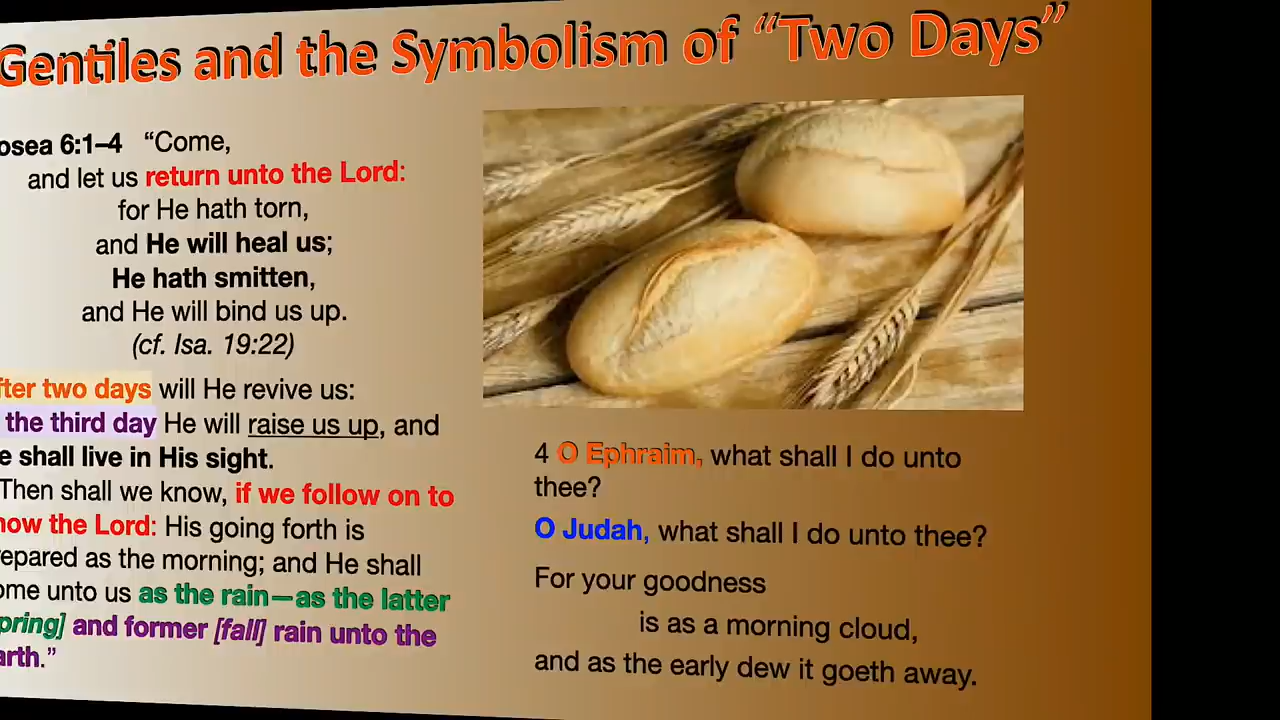 Gentiles and the Symbolism of “Two Days”
osea 6:1–4 “Come,
and let us return unto the Lord:
for He hath torn,
and He will heal us;
He hath smitten,
and He will bind us up.
(cf. Isa. 19:22)
fter two days will He revive us:
the third day He will raise us up, and
e shall live in His sight.
Then shall we know, if we follow on to
now the Lord: His going forth is
repared as the morning; and He shall
ome unto us as the rain—as the latter
pring] and former [fall] rain unto the
arth.”
4 O Ephraim, what shall I do unto
thee?
O Judah, what shall I do unto thee?
For your goodness
is as a morning cloud,
and as the early dew it goeth away.